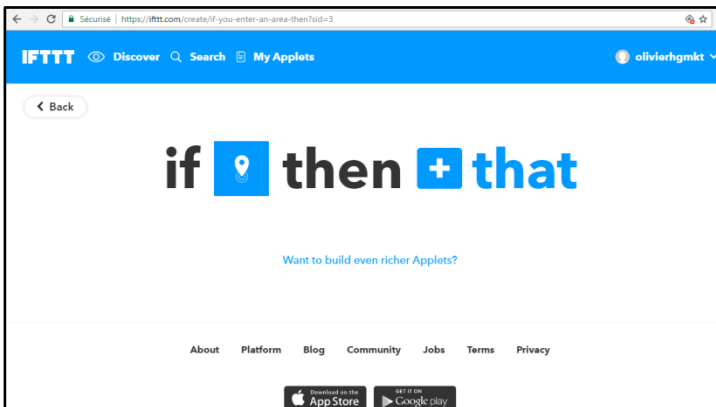 Sécurisé | https://ifttt.com/create/if-you-enter-an-area-then?sid=3
IFTTT Discover Search My Applets olivierhgmkt
Back
if then + that
Want to build even richer Applets?
About Platform Blog Community Jobs Terms Privacy
Download on the App Store GET IT ON Google play